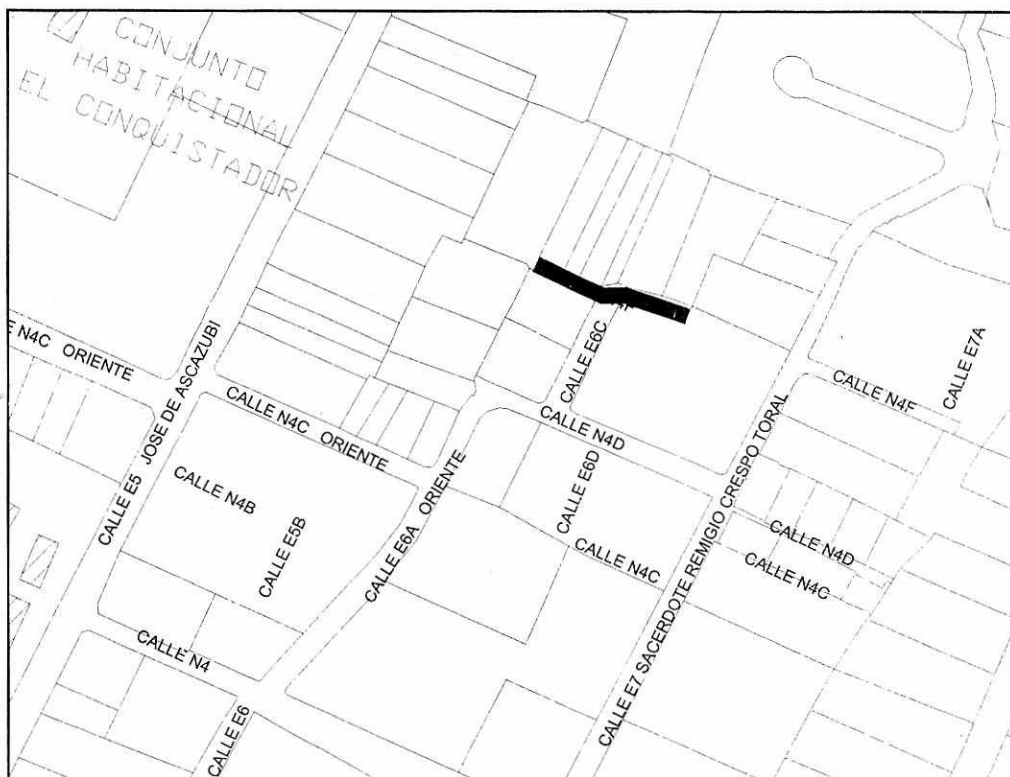 CONJUNTO
HABITACIONAL
EL CONQUISTADOR
E N4C ORIENTE
CALLE E5 JOSE DE ASCAZUBI
CALLE N4C ORIENTE
CALLE E6C
CALLE N4D
CALLE E7A
CALLE N4F
CALLE N4B
CALLE E5B
CALLE E6A ORIENTE
CALLE E6D
CALLE N4C
CALLE E7 SACERDOTE REMIGIO CRESPO TORAL
CALLE N4D
CALLE N4C
CALLE N4
CALLE E6